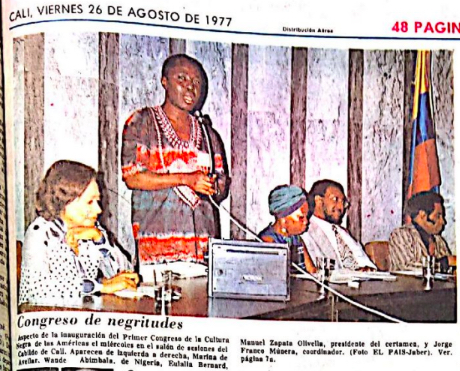 CALI, VIERNES 26 DE AGOSTO DE 1977
Distribución Aérea
48 PAGIN
Congreso de negritudes
Aspecto de la inauguración del Primer Congreso de la Cultura
Negra de las Américas el miércoles en el salón de sesiones del
Cabildo de Cali. Aparecen de izquierda a derecha, Marina de
Avellar, Wande Abimbala, de Nigeria, Eulalia Bernard,
Manuel Zapata Olivella, presidente del certamen, y Jorge
Franco Múnera, coordinador. (Foto EL PAIS-Jaber). Ver
página 7a.